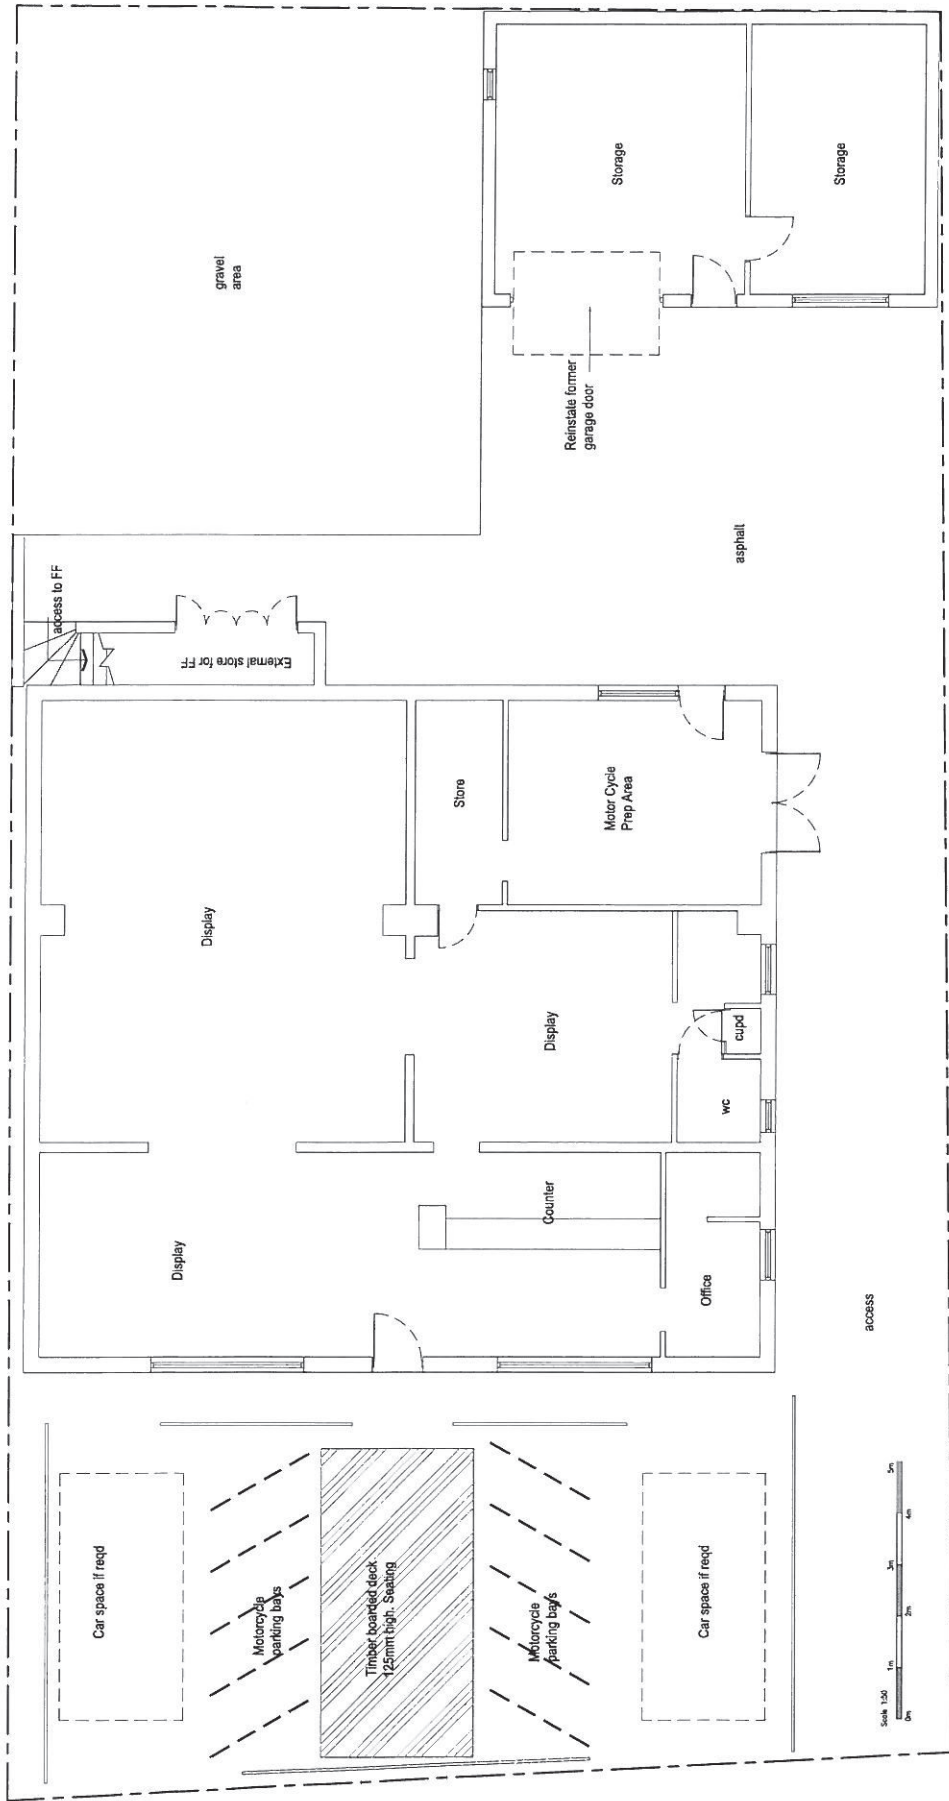 Storage
Storage
gravel
area
Reinstate former
garage door
asphalt
access to FF
External store for FF
Store
Motor Cycle
Prep Area
Display
Display
cupd
wc
Display
Counter
Office
access
Car space if reqd
Motorcycle
parking bays
Timber boarded deck.
125mm high. Seating
Motorcycle
parking bays
Car space if reqd
Scale 1:50
0m 1m 2m 3m 4m 5m